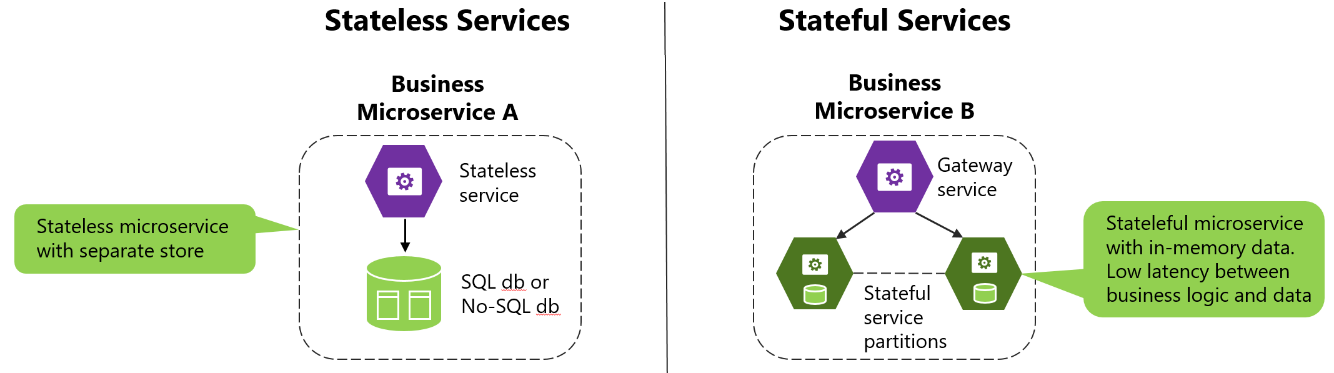 Stateless Services
Business
Microservice A
Stateless
service
Stateless microservice
with separate store
SQL db or
No-SQL db
Stateful Services
Business
Microservice B
Gateway
service
Stateful
service
partitions
Stateleful microservice
with in-memory data.
Low latency between
business logic and data